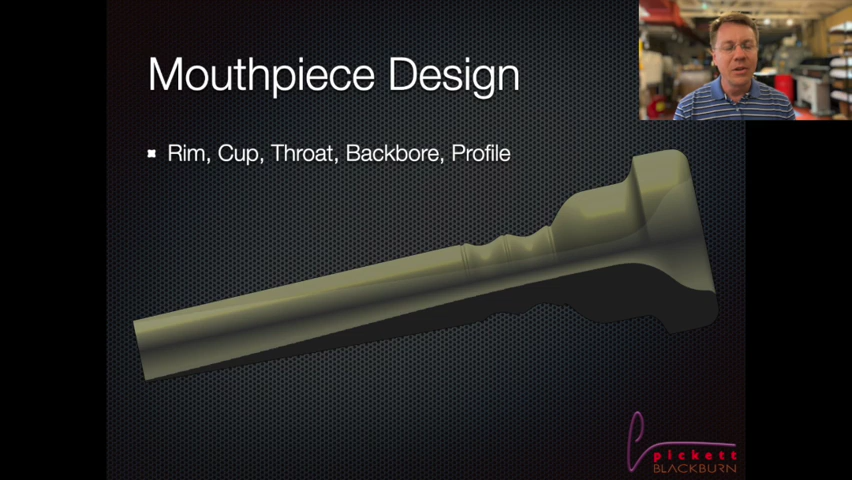 Mouthpiece Design
Rim, Cup, Throat, Backbore, Profile
pickett
BLACKBURN